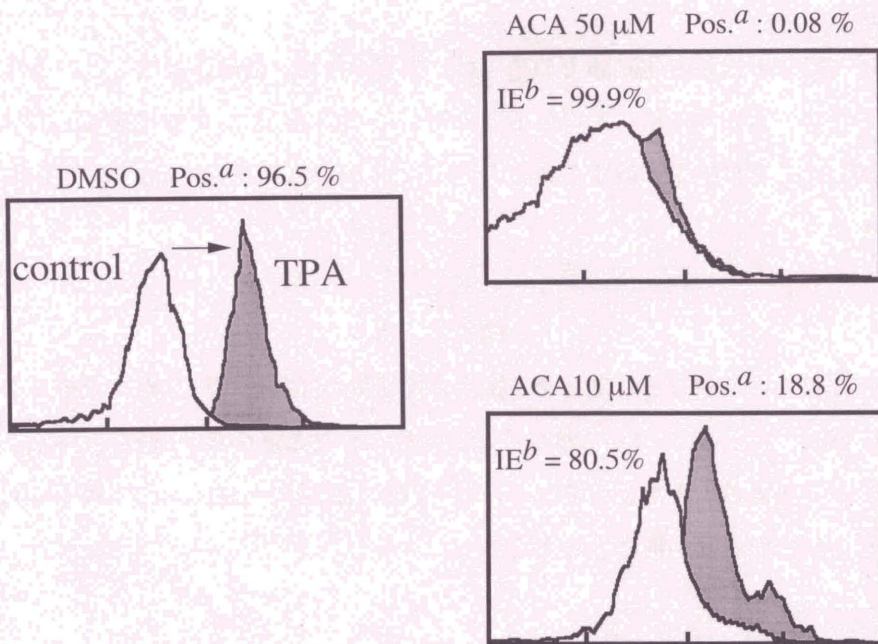 DMSO Pos.a : 96.5 %
control
TPA
ACA 50 μM Pos.a : 0.08 %
IEb = 99.9%
ACA10 μM Pos.a : 18.8 %
IEb = 80.5%